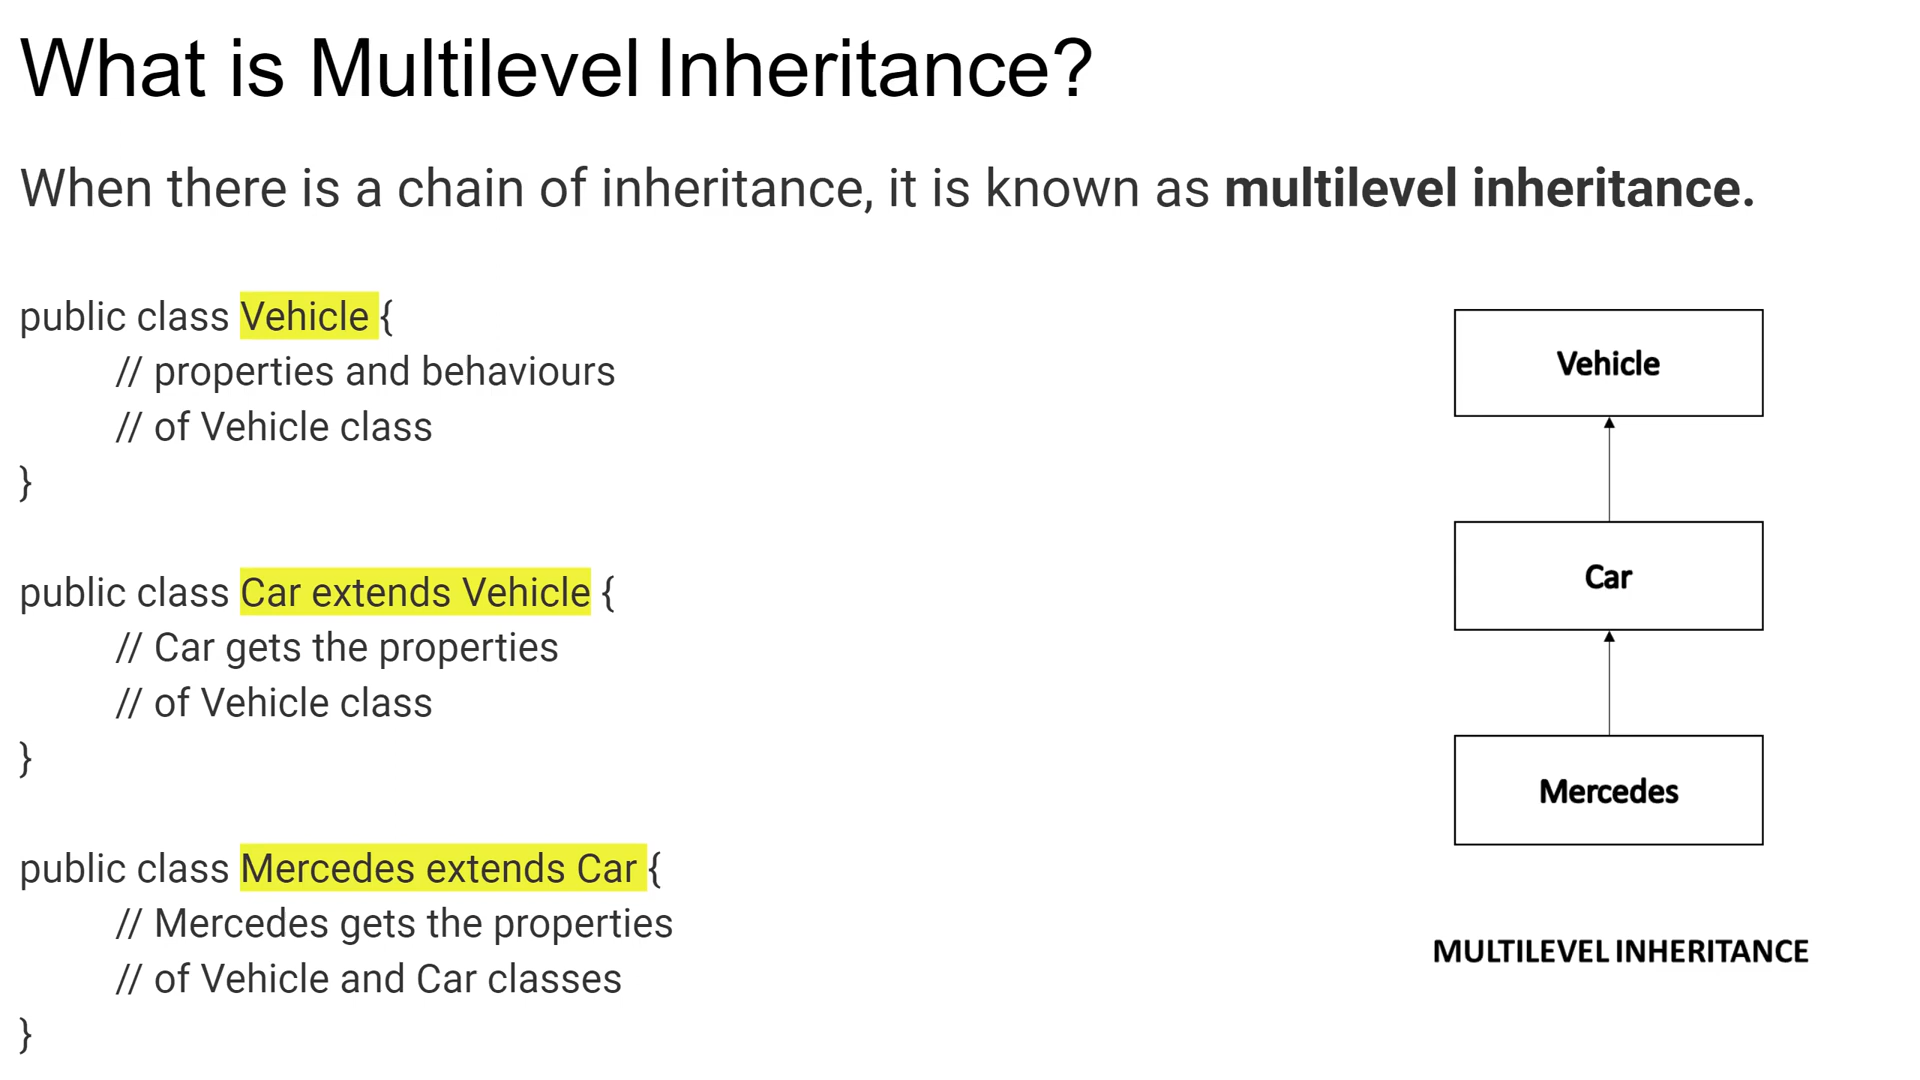 What is Multilevel Inheritance?
When there is a chain of inheritance, it is known as multilevel inheritance.
public class Vehicle {
// properties and behaviours
// of Vehicle class
}
public class Car extends Vehicle {
// Car gets the properties
// of Vehicle class
}
public class Mercedes extends Car {
// Mercedes gets the properties
// of Vehicle and Car classes
}
Vehicle
Car
Mercedes
MULTILEVEL INHERITANCE